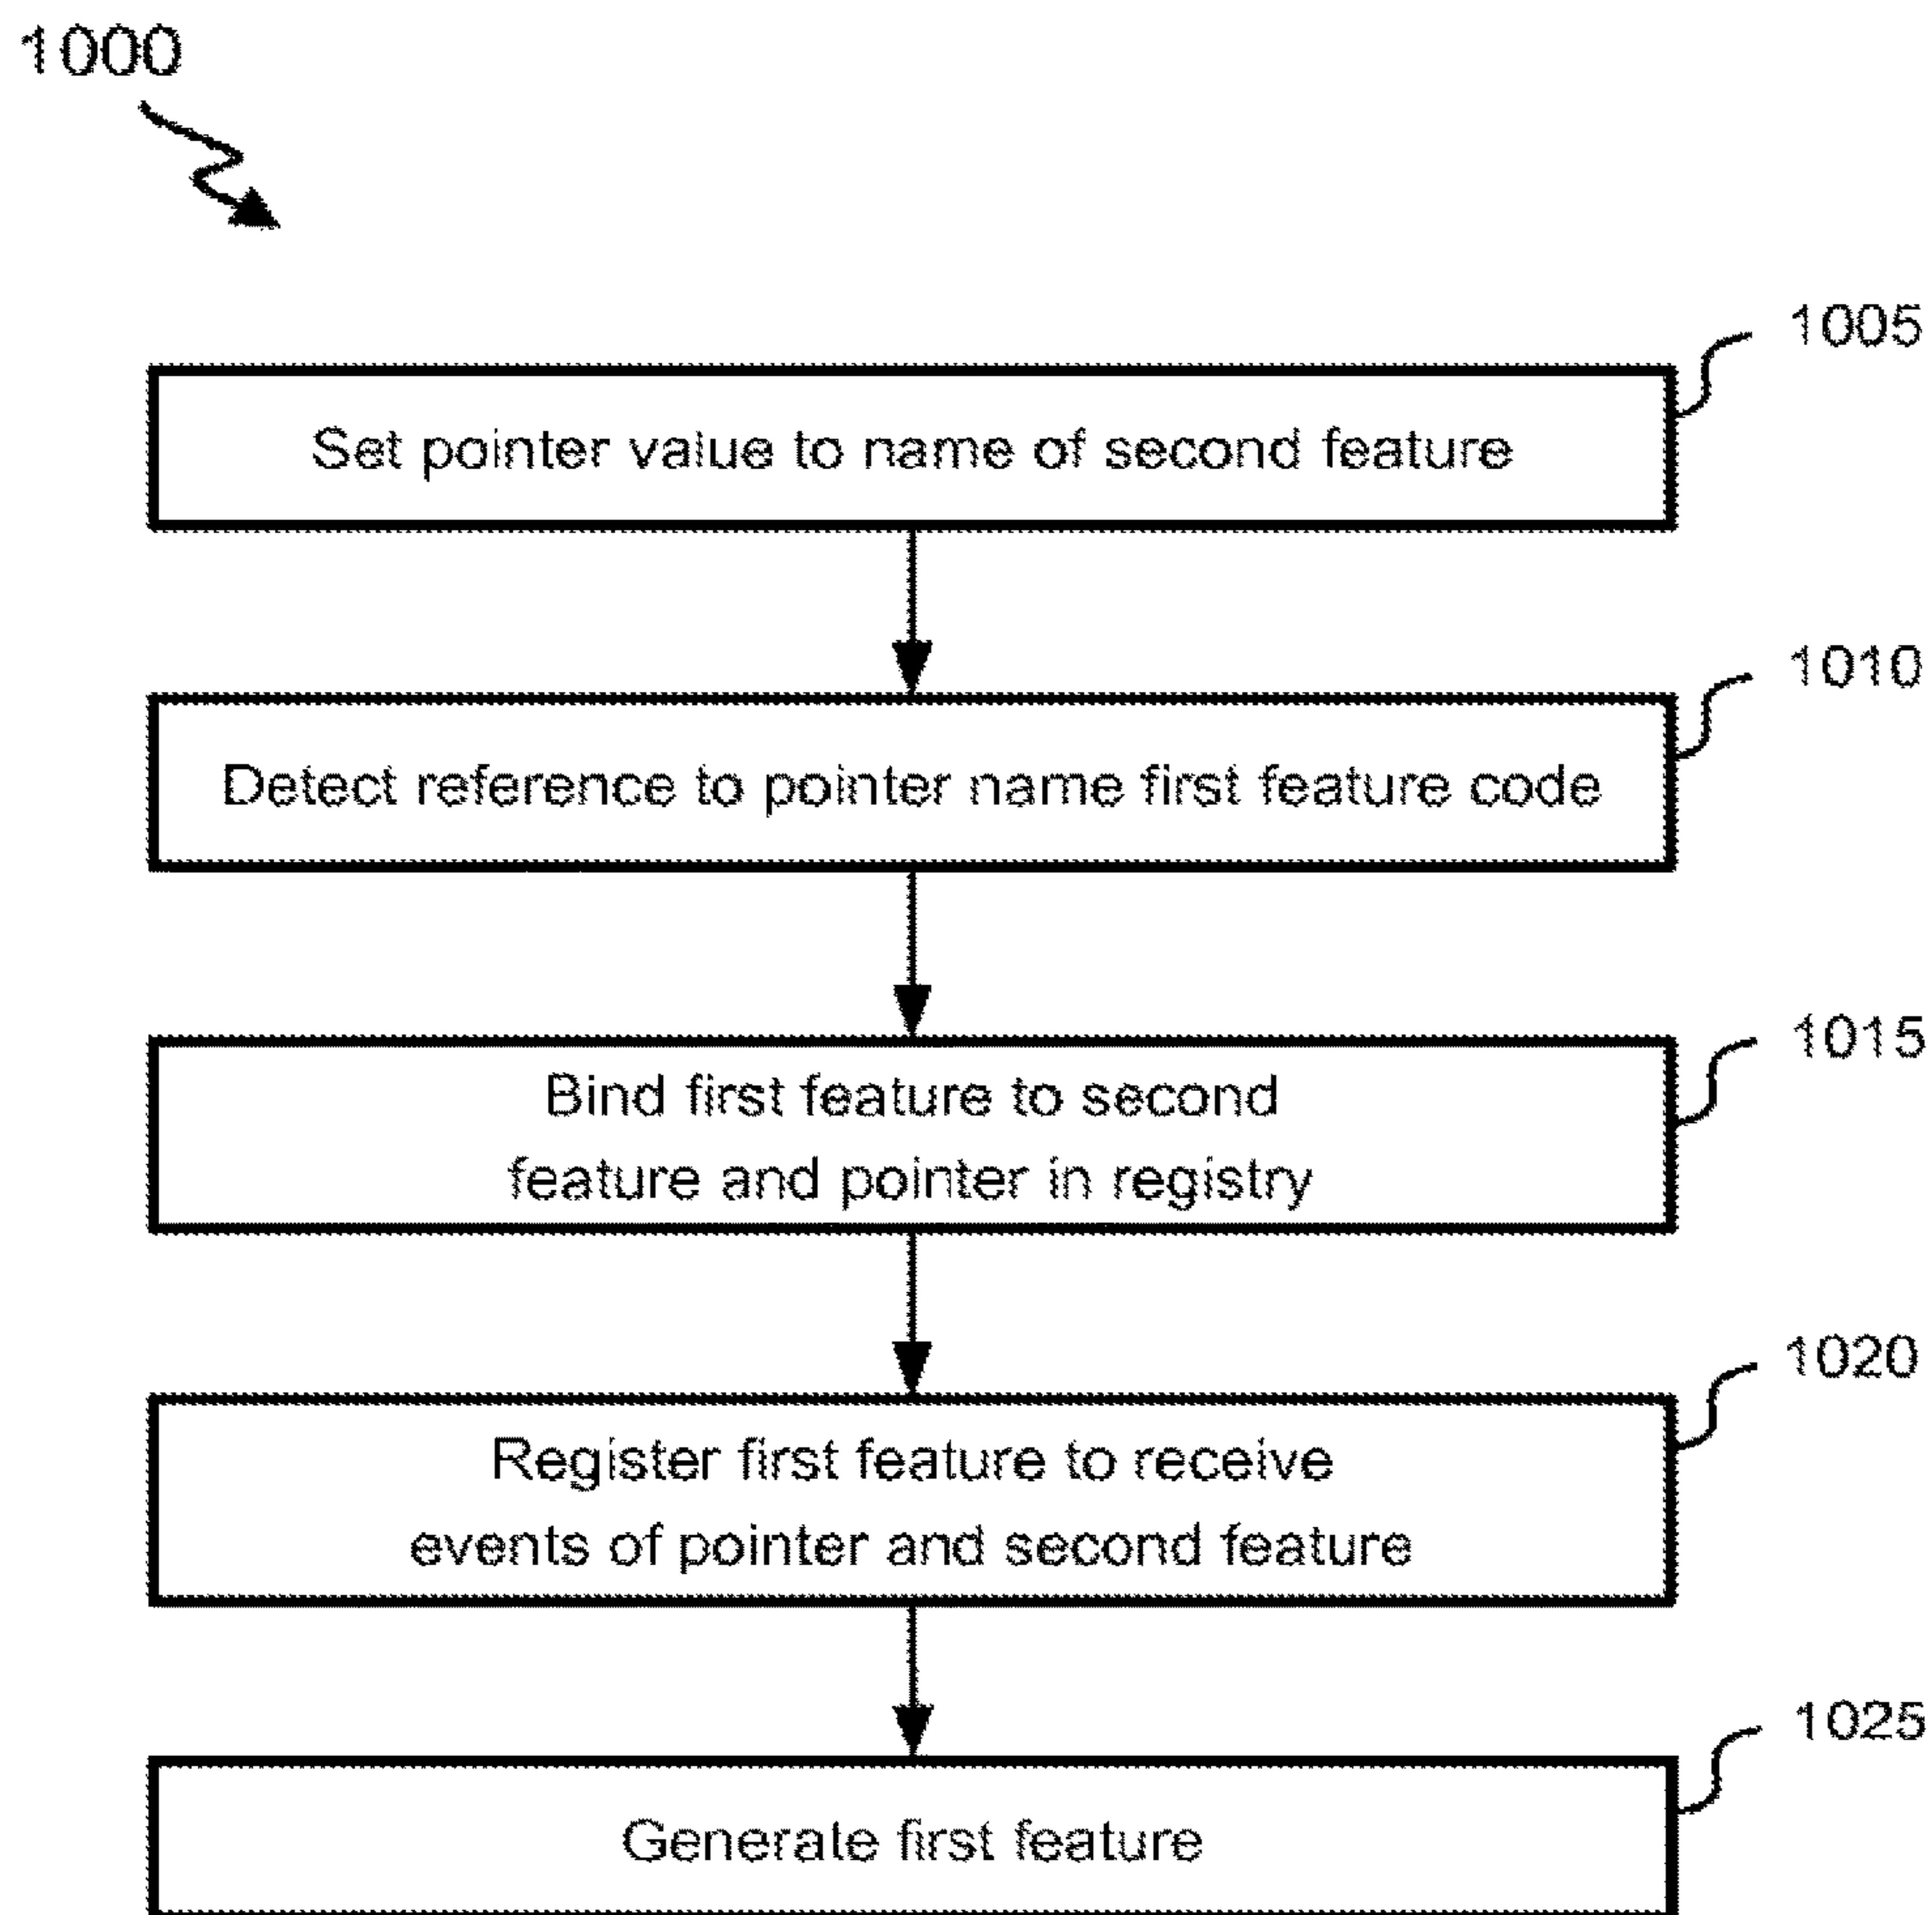 1000
1005
Set pointer value to name of second feature
1010
Detect reference to pointer name first feature code
1015
Bind first feature to second
feature and pointer in registry
1020
Register first feature to receive
events of pointer and second feature
1025
Generate first feature